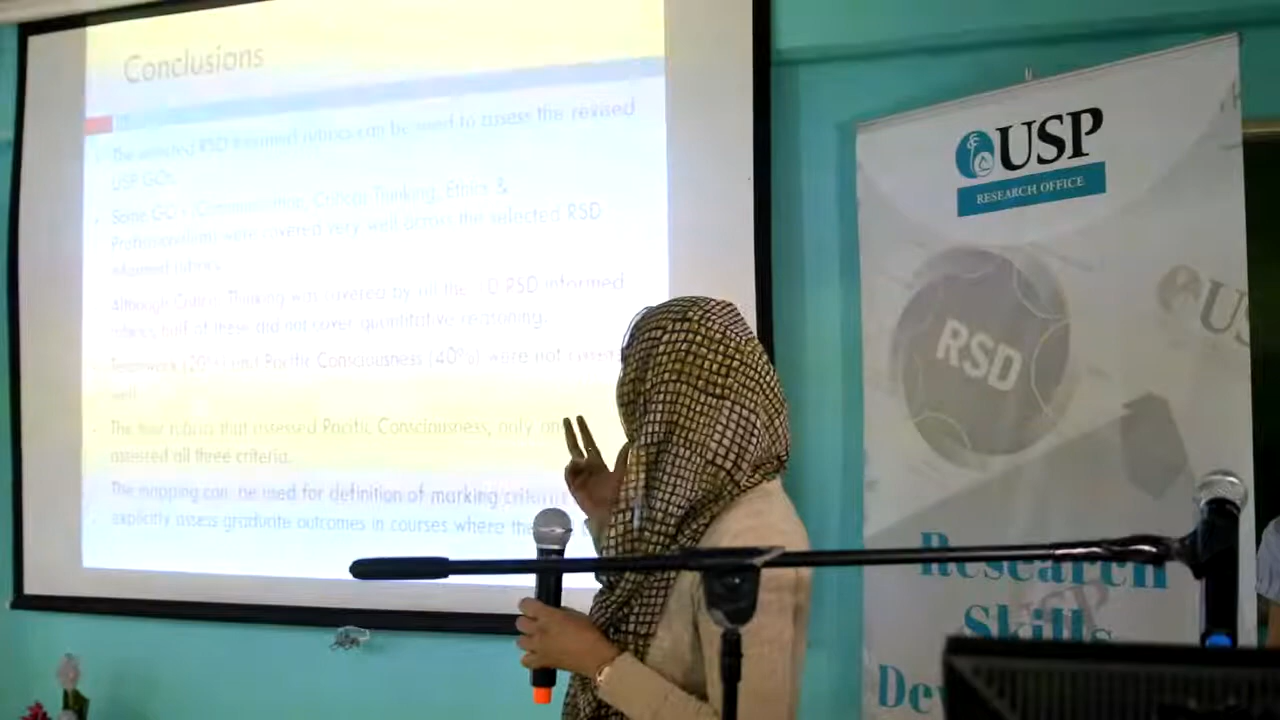 Conclusions
The selected RSD informed rubrics can be used to assess the revised
USP GOs.
Some GOs (Communication, Critical Thinking, Ethics &
Professionalism) were covered very well across the selected RSD
informed rubrics.
Although Critical Thinking was covered by all the 10 RSD informed
rubrics, half of these did not cover quantitative reasoning.
Teamwork (20%) and Pacific Consciousness (40%) were not
well.
The four rubrics that assessed Pacific Consciousness, only
assessed all three criteria.
The mapping can be used for definition of marking criteria
explicitly assess graduate outcomes in courses where
USP
RESEARCH OFFICE
RSD
Research
Skills